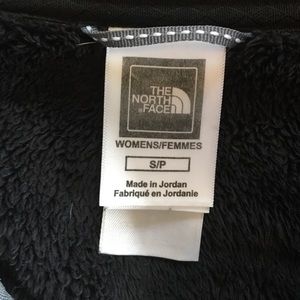 THE
NORTH
FACE
WOMENS/FEMMES
S/P
Made in Jordan
Fabriqué en Jordanie